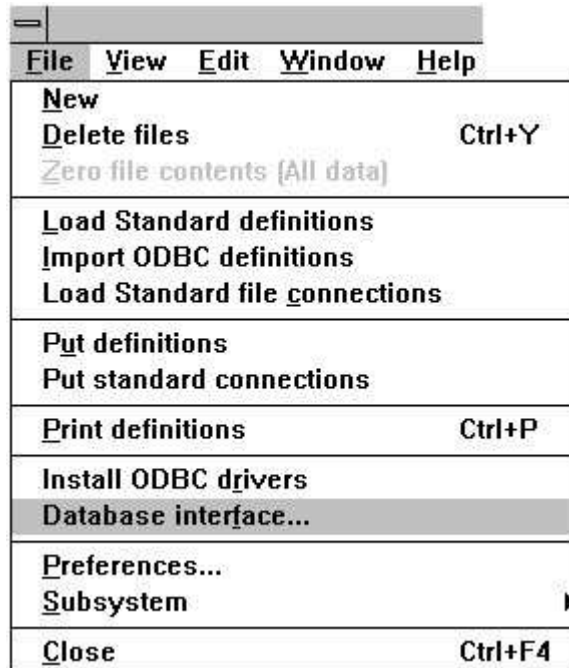 File View Edit Window Help
New
Delete files Ctrl+Y
Zero file contents (All data)
Load Standard definitions
Import ODBC definitions
Load Standard file connections
Put definitions
Put standard connections
Print definitions Ctrl+P
Install ODBC drivers
Database interface...
Preferences...
Subsystem
Close Ctrl+F4